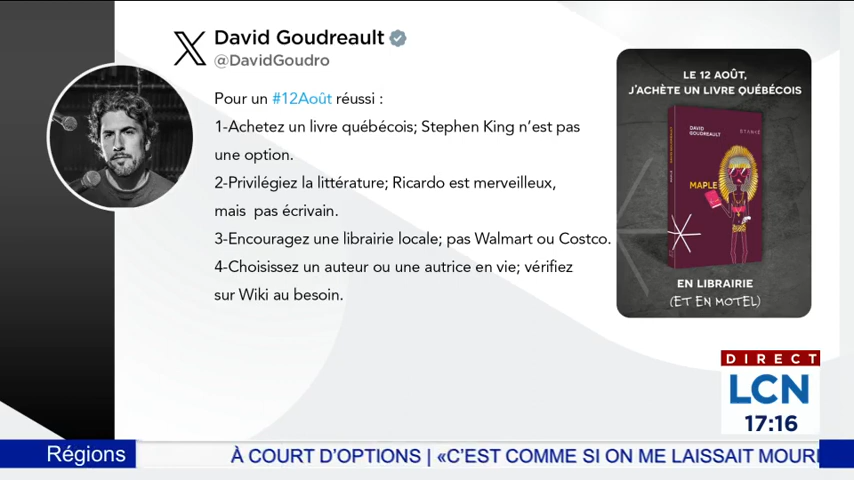 David Goudreault
@DavidGoudro
Pour un #12Août réussi :
1-Achetez un livre québécois; Stephen King n'est pas
une option.
2-Privilégiez la littérature; Ricardo est merveilleux,
mais pas écrivain.
3-Encouragez une librairie locale; pas Walmart ou Costco.
4-Choisissez un auteur ou une autrice en vie; vérifiez
sur Wiki au besoin.
LE 12 AOÛT,
J'ACHÈTE UN LIVRE QUÉBÉCOIS
DAVID
GOUDREAULT
STANKÉ
MAPLE
EN LIBRAIRIE
(ET EN MOTEL)
DIRECT
LCN
17:16
Régions
À COURT D'OPTIONS | «C'EST COMME SI ON ME LAISSAIT MOURI